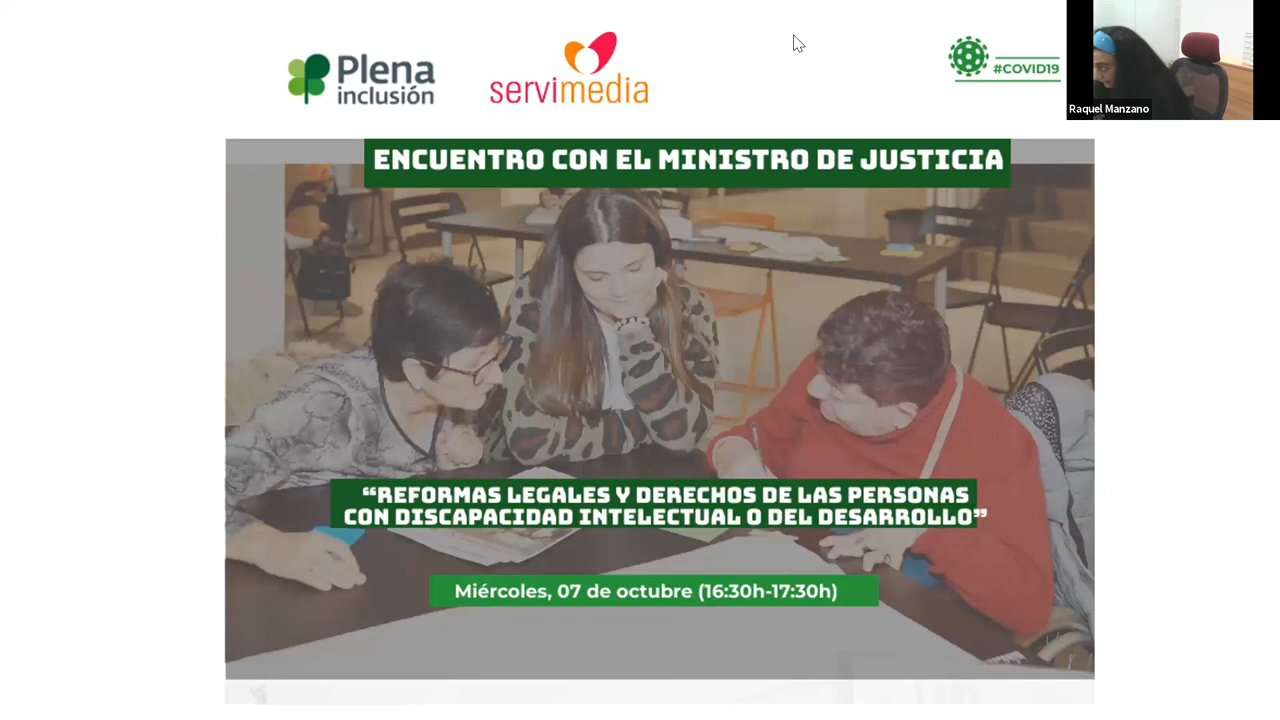 Plena
inclusión
servimedia
#COVID19
Raquel Manzano
ENCUENTRO CON EL MINISTRO DE JUSTICIA
“REFORMAS LEGALES Y DERECHOS DE LAS PERSONAS
CON DISCAPACIDAD INTELECTUAL O DEL DESARROLLO”
Miércoles, 07 de octubre (16:30h-17:30h)